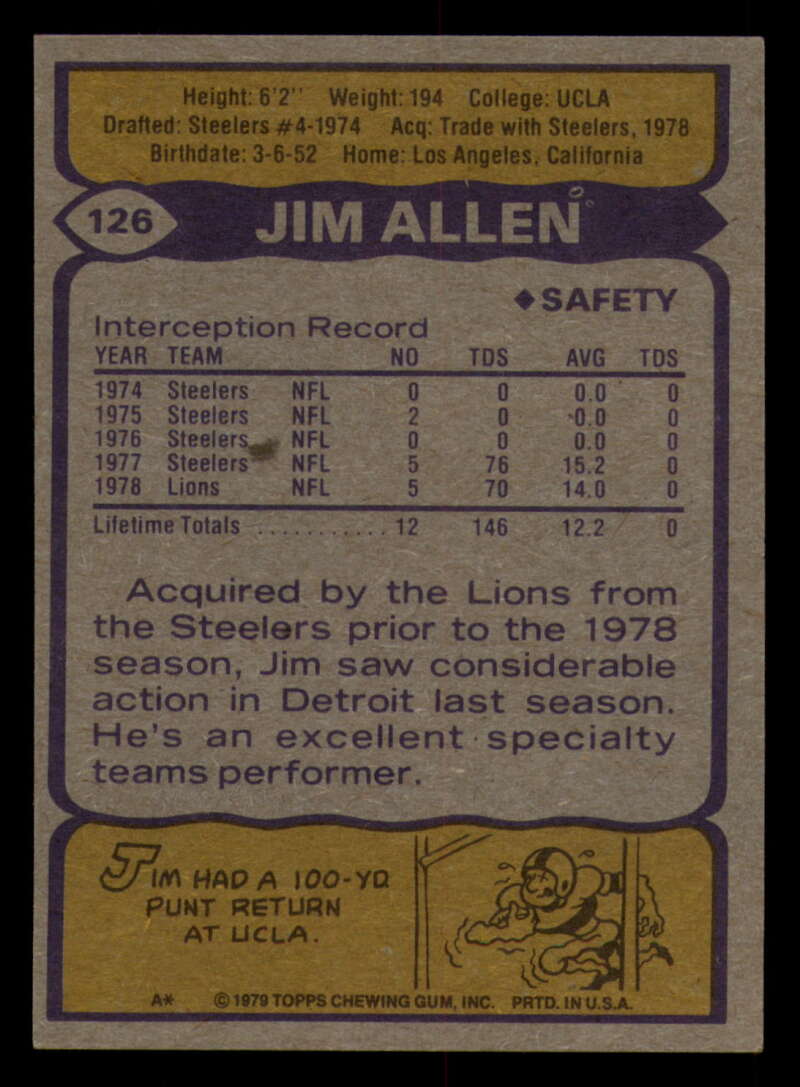 Height: 6'2" Weight: 194 College: UCLA
Drafted: Steelers #4-1974 Acq: Trade with Steelers, 1978
Birthdate: 3-6-52 Home: Los Angeles, California
126 JIM ALLEN
◆SAFETY
Interception Record
YEAR TEAM NO TDS AVG TDS
1974 Steelers NFL 0 0 0.0 0
1975 Steelers NFL 2 0 0.0 0
1976 Steelers NFL 0 0 0.0 0
1977 Steelers NFL 5 76 15.2 0
1978 Lions NFL 5 70 14.0 0
Lifetime Totals ............ 12 146 12.2 0
Acquired by the Lions from
the Steelers prior to the 1978
season, Jim saw considerable
action in Detroit last season.
He's an excellent specialty
teams performer.
JIM HAD A 100-YD
PUNT RETURN
AT UCLA.
A* © 1979 TOPPS CHEWING GUM, INC. PRTD. IN U.S.A.